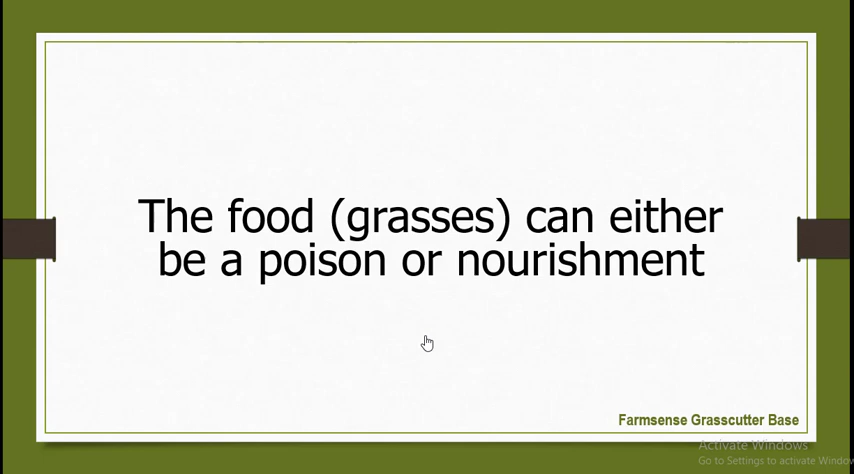 The food (grasses) can either
be a poison or nourishment
Farmsense Grasscutter Base
Activate Windows
Go to Settings to activate Window